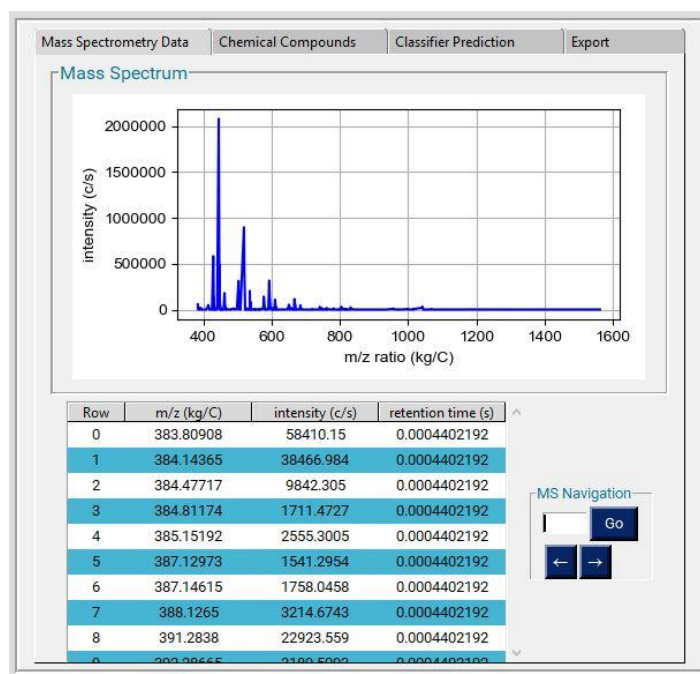 Mass Spectrometry Data Chemical Compounds Classifier Prediction Export
Mass Spectrum
2000000
1500000
1000000
500000
0
intensity (c/s)
400 600 800 1000 1200 1400 1600
m/z ratio (kg/C)
Row m/z (kg/C) intensity (c/s) retention time (s)
0 383.80908 58410.15 0.0004402192
1 384.14365 38466.984 0.0004402192
2 384.47717 9842.305 0.0004402192
3 384.81174 1711.4727 0.0004402192
4 385.15192 2555.3005 0.0004402192
5 387.12973 1541.2954 0.0004402192
6 387.14615 1758.0458 0.0004402192
7 388.1265 3214.6743 0.0004402192
8 391.2838 22923.559 0.0004402192
MS Navigation
Go
← →